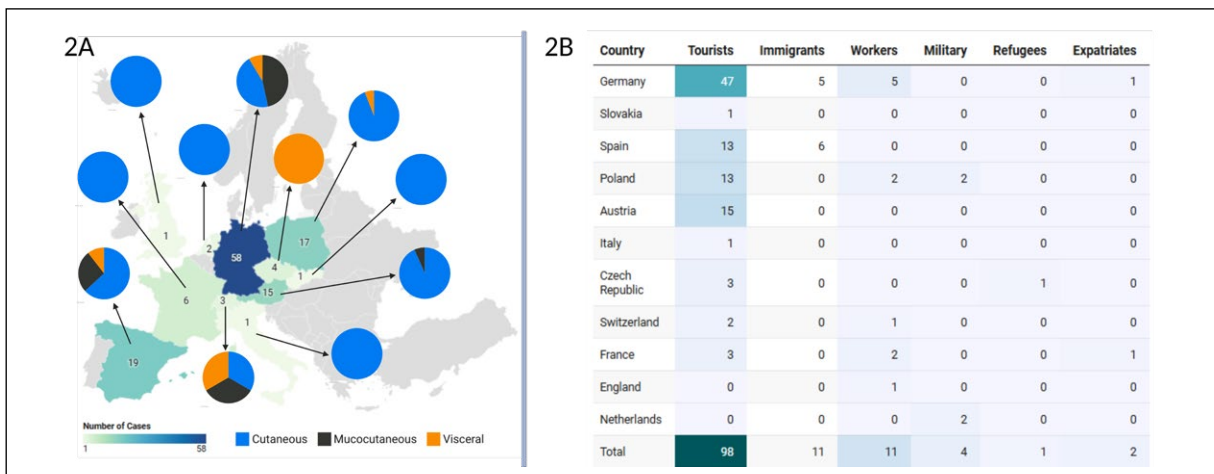 2A
1
2
58
17
4
1
15
6
3
1
19
Number of Cases
1 58
Cutaneous Mucocutaneous Visceral
2B
Country Tourists Immigrants Workers Military Refugees Expatriates
Germany 47 5 5 0 0 1
Slovakia 1 0 0 0 0 0
Spain 13 6 0 0 0 0
Poland 13 0 2 2 0 0
Austria 15 0 0 0 0 0
Italy 1 0 0 0 0 0
Czech
Republic 3 0 0 0 1 0
Switzerland 2 0 1 0 0 0
France 3 0 2 0 0 1
England 0 0 1 0 0 0
Netherlands 0 0 0 2 0 0
Total 98 11 11 4 1 2